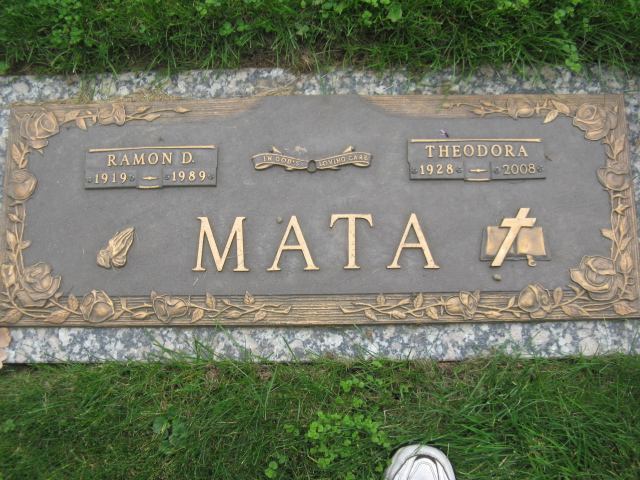 RAMON D.
1919 - 1989
IN GOD'S LOVING CARE
THEODORA
1928 - 2008
MATA